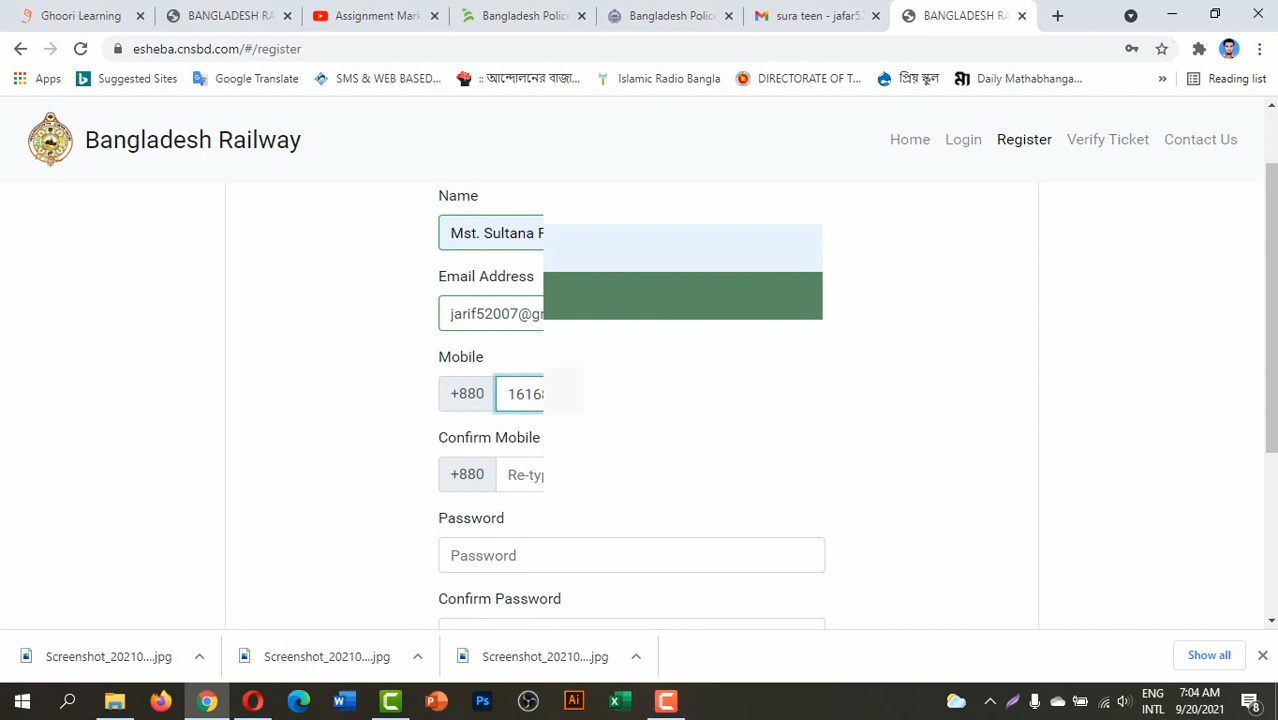 Ghoori Learning
BANGLADESH RA
Assignment Mark
Bangladesh Police
Bangladesh Police
sura teen - jafar52
BANGLADESH RA
esheba.cnsbd.com/#/register
Apps
Suggested Sites
Google Translate
SMS & WEB BASED...
:: আন্দোলনের বাজা...
Islamic Radio Bangla
DIRECTORATE OF T...
প্রিয় স্কুল
Daily Mathabhanga...
»
Reading list
Bangladesh Railway
Home
Login
Register
Verify Ticket
Contact Us
Name
Mst. Sultana
Email Address
jarif52007@g
Mobile
+880
1616
Confirm Mobile
+880
Re-ty
Password
Password
Confirm Password
Screenshot_20210....jpg
Screenshot_20210....jpg
Screenshot_20210....jpg
Show all
ENG
INTL
7:04 AM
9/20/2021
8